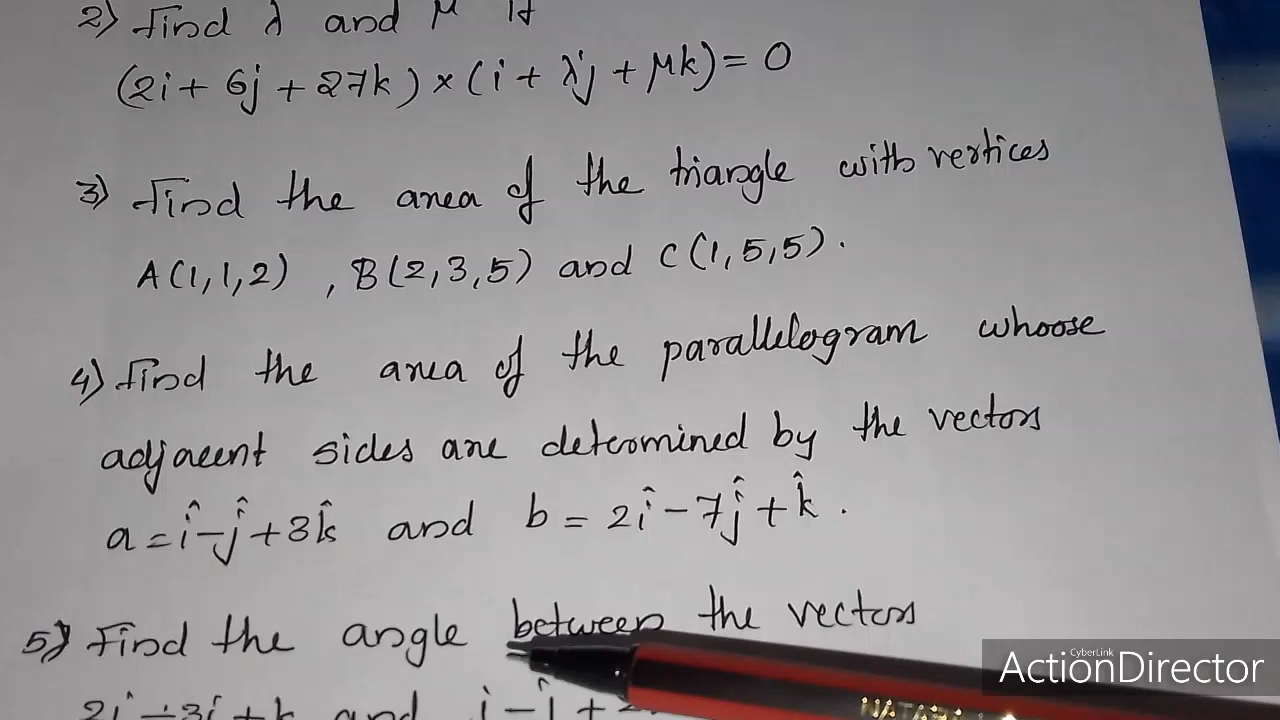 2) Find λ and μ if
(2i + 6j + 27k) × (i + λj + μk) = 0
3) Find the area of the triangle with vertices
A(1,1,2) , B(2,3,5) and C(1,5,5).
4) Find the area of the parallelogram whoose
adjacent sides are determined by the vectors
a = î - ĵ + 3k̂ and b = 2î - 7ĵ + k̂ .
5) Find the angle between the vectors
and
CyberLink
ActionDirector